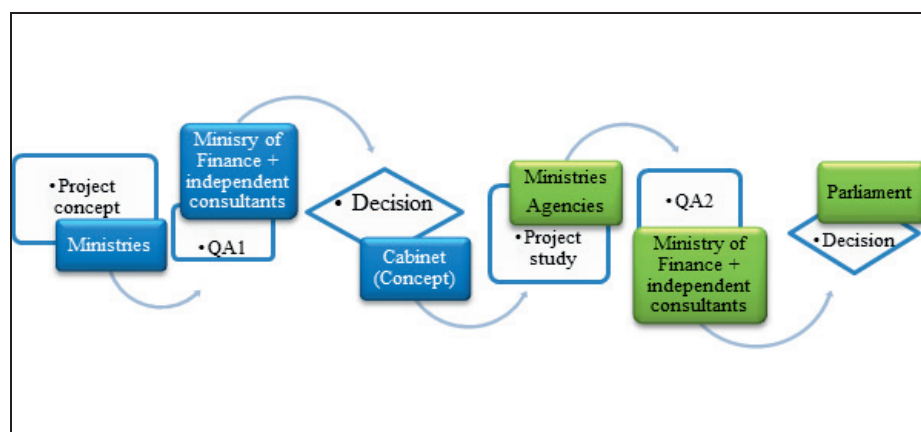 • Project
concept
Ministries
Minisry of
Finance +
independent
consultants
• QA1
• Decision
Cabinet
(Concept)
Ministries
Agencies
• Project
study
• QA2
Ministry of
Finance +
independent
consultants
Parliament
• Decision